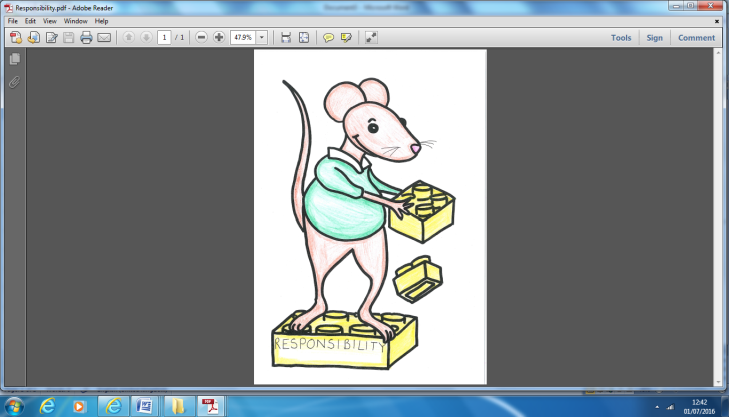 Responsibility.pdf - Adobe Reader
File Edit View Window Help
1 / 1 47.9% Tools Sign Comment
RESPONSIBILITY
12:42
01/07/2016